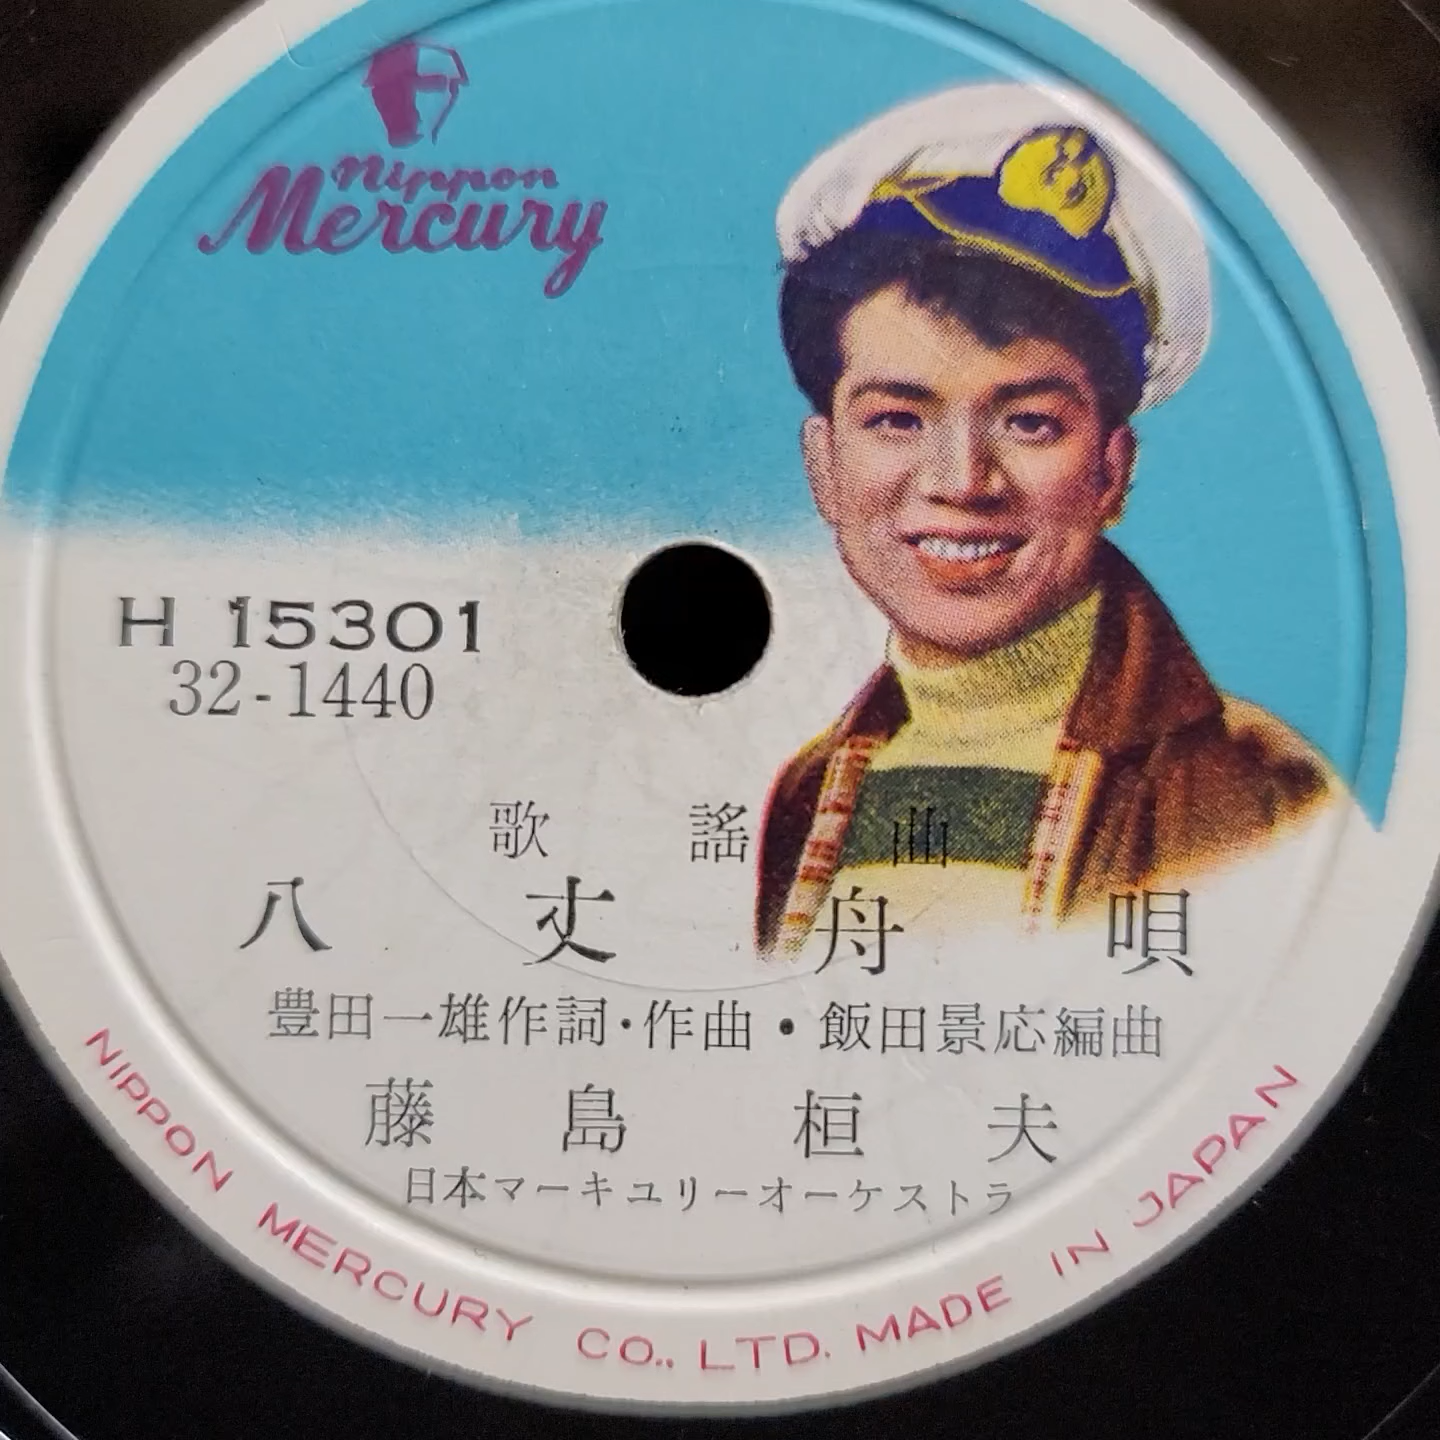 Nippon
Mercury
H 15301
32-1440
歌謡曲
八丈舟唄
豊田一雄作詞・作曲・飯田景応編曲
藤島桓夫
日本マーキュリーオーケストラ
NIPPON MERCURY CO., LTD. MADE IN JAPAN